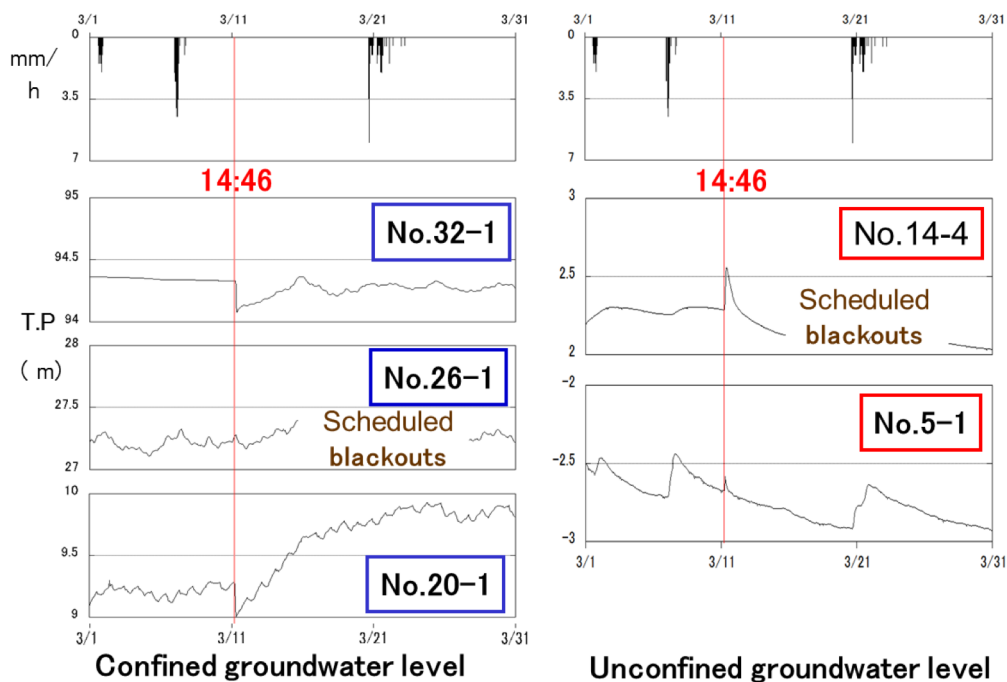 3/1 3/11 3/21 3/31
0
mm/
h
3.5
7
14:46
95
No.32-1
94.5
94
T.P
( m)
28
No.26-1
27.5
Scheduled
blackouts
27
10
9.5
No.20-1
9
3/1 3/11 3/21 3/31
Confined groundwater level
3/1 3/11 3/21 3/31
0
3.5
7
14:46
3
No.14-4
2.5
Scheduled
blackouts
2
-2
No.5-1
-2.5
-3
3/1 3/11 3/21 3/31
Unconfined groundwater level